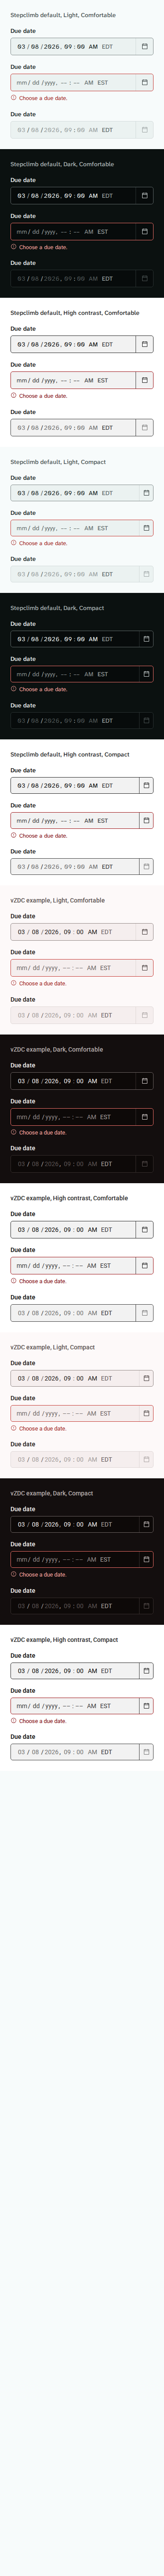 Stepclimb default, Light, Comfortable
Due date
03 / 08 / 2026, 09 : 00 AM EDT
Due date
mm / dd / yyyy, -- : -- AM EST
Choose a due date.
Due date
03 / 08 / 2026, 09 : 00 AM EDT
Stepclimb default, Dark, Comfortable
Due date
03 / 08 / 2026, 09 : 00 AM EDT
Due date
mm / dd / yyyy, -- : -- AM EST
Choose a due date.
Due date
03 / 08 / 2026, 09 : 00 AM EDT
Stepclimb default, High contrast, Comfortable
Due date
03 / 08 / 2026, 09 : 00 AM EDT
Due date
mm / dd / yyyy, -- : -- AM EST
Choose a due date.
Due date
03 / 08 / 2026, 09 : 00 AM EDT
Stepclimb default, Light, Compact
Due date
03 / 08 / 2026, 09 : 00 AM EDT
Due date
mm / dd / yyyy, -- : -- AM EST
Choose a due date.
Due date
03 / 08 / 2026, 09 : 00 AM EDT
Stepclimb default, Dark, Compact
Due date
03 / 08 / 2026, 09 : 00 AM EDT
Due date
mm / dd / yyyy, -- : -- AM EST
Choose a due date.
Due date
03 / 08 / 2026, 09 : 00 AM EDT
Stepclimb default, High contrast, Compact
Due date
03 / 08 / 2026, 09 : 00 AM EDT
Due date
mm / dd / yyyy, -- : -- AM EST
Choose a due date.
Due date
03 / 08 / 2026, 09 : 00 AM EDT
vZDC example, Light, Comfortable
Due date
03 / 08 / 2026, 09 : 00 AM EDT
Due date
mm / dd / yyyy, -- : -- AM EST
Choose a due date.
Due date
03 / 08 / 2026, 09 : 00 AM EDT
vZDC example, Dark, Comfortable
Due date
03 / 08 / 2026, 09 : 00 AM EDT
Due date
mm / dd / yyyy, -- : -- AM EST
Choose a due date.
Due date
03 / 08 / 2026, 09 : 00 AM EDT
vZDC example, High contrast, Comfortable
Due date
03 / 08 / 2026, 09 : 00 AM EDT
Due date
mm / dd / yyyy, -- : -- AM EST
Choose a due date.
Due date
03 / 08 / 2026, 09 : 00 AM EDT
vZDC example, Light, Compact
Due date
03 / 08 / 2026, 09 : 00 AM EDT
Due date
mm / dd / yyyy, -- : -- AM EST
Choose a due date.
Due date
03 / 08 / 2026, 09 : 00 AM EDT
vZDC example, Dark, Compact
Due date
03 / 08 / 2026, 09 : 00 AM EDT
Due date
mm / dd / yyyy, -- : -- AM EST
Choose a due date.
Due date
03 / 08 / 2026, 09 : 00 AM EDT
vZDC example, High contrast, Compact
Due date
03 / 08 / 2026, 09 : 00 AM EDT
Due date
mm / dd / yyyy, -- : -- AM EST
Choose a due date.
Due date
03 / 08 / 2026, 09 : 00 AM EDT